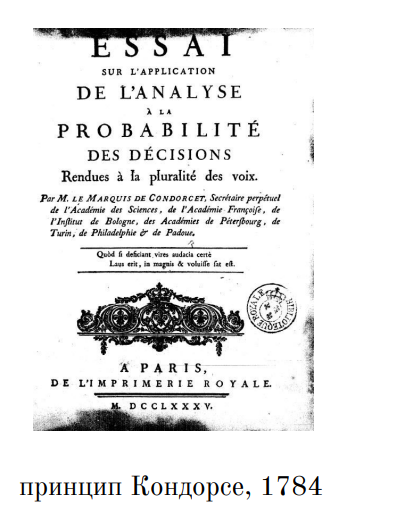 ESSAI
SUR L'APPLICATION
DE L'ANALYSE
À LA
PROBABILITÉ
DES DÉCISIONS
Rendues à la pluralité des voix.
Par M. LE MARQUIS DE CONDORCET, Secrétaire perpétuel
de l'Académie des Sciences, de l'Académie Françoiſe, de
l'Inſtitut de Bologne, des Académies de Péterſbourg, de
Turin, de Philadelphie & de Padoue.
Quòd ſi deficiant vires audacia certè
Laus erit, in magnis & voluiſſe ſat eſt.
BIBLIOTHEQUE ROYALE
A PARIS,
DE L'IMPRIMERIE ROYALE.
M. DCCLXXXV.
принцип Кондорсе, 1784